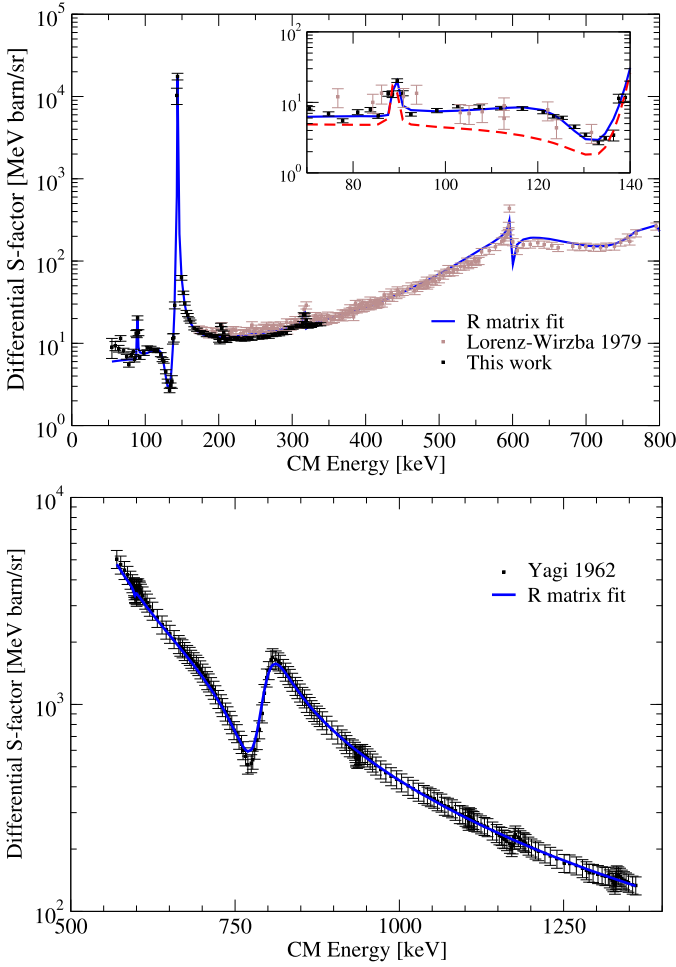 10^5
10^4
10^3
10^2
10^1
10^0
Differential S-factor [MeV barn/sr]
10^2
10^1
10^0
80 100 120 140
R matrix fit
Lorenz-Wirzba 1979
This work
0 100 200 300 400 500 600 700 800
CM Energy [keV]
10^4
10^3
10^2
Differential S-factor [MeV barn/sr]
Yagi 1962
R matrix fit
500 750 1000 1250
CM Energy [keV]